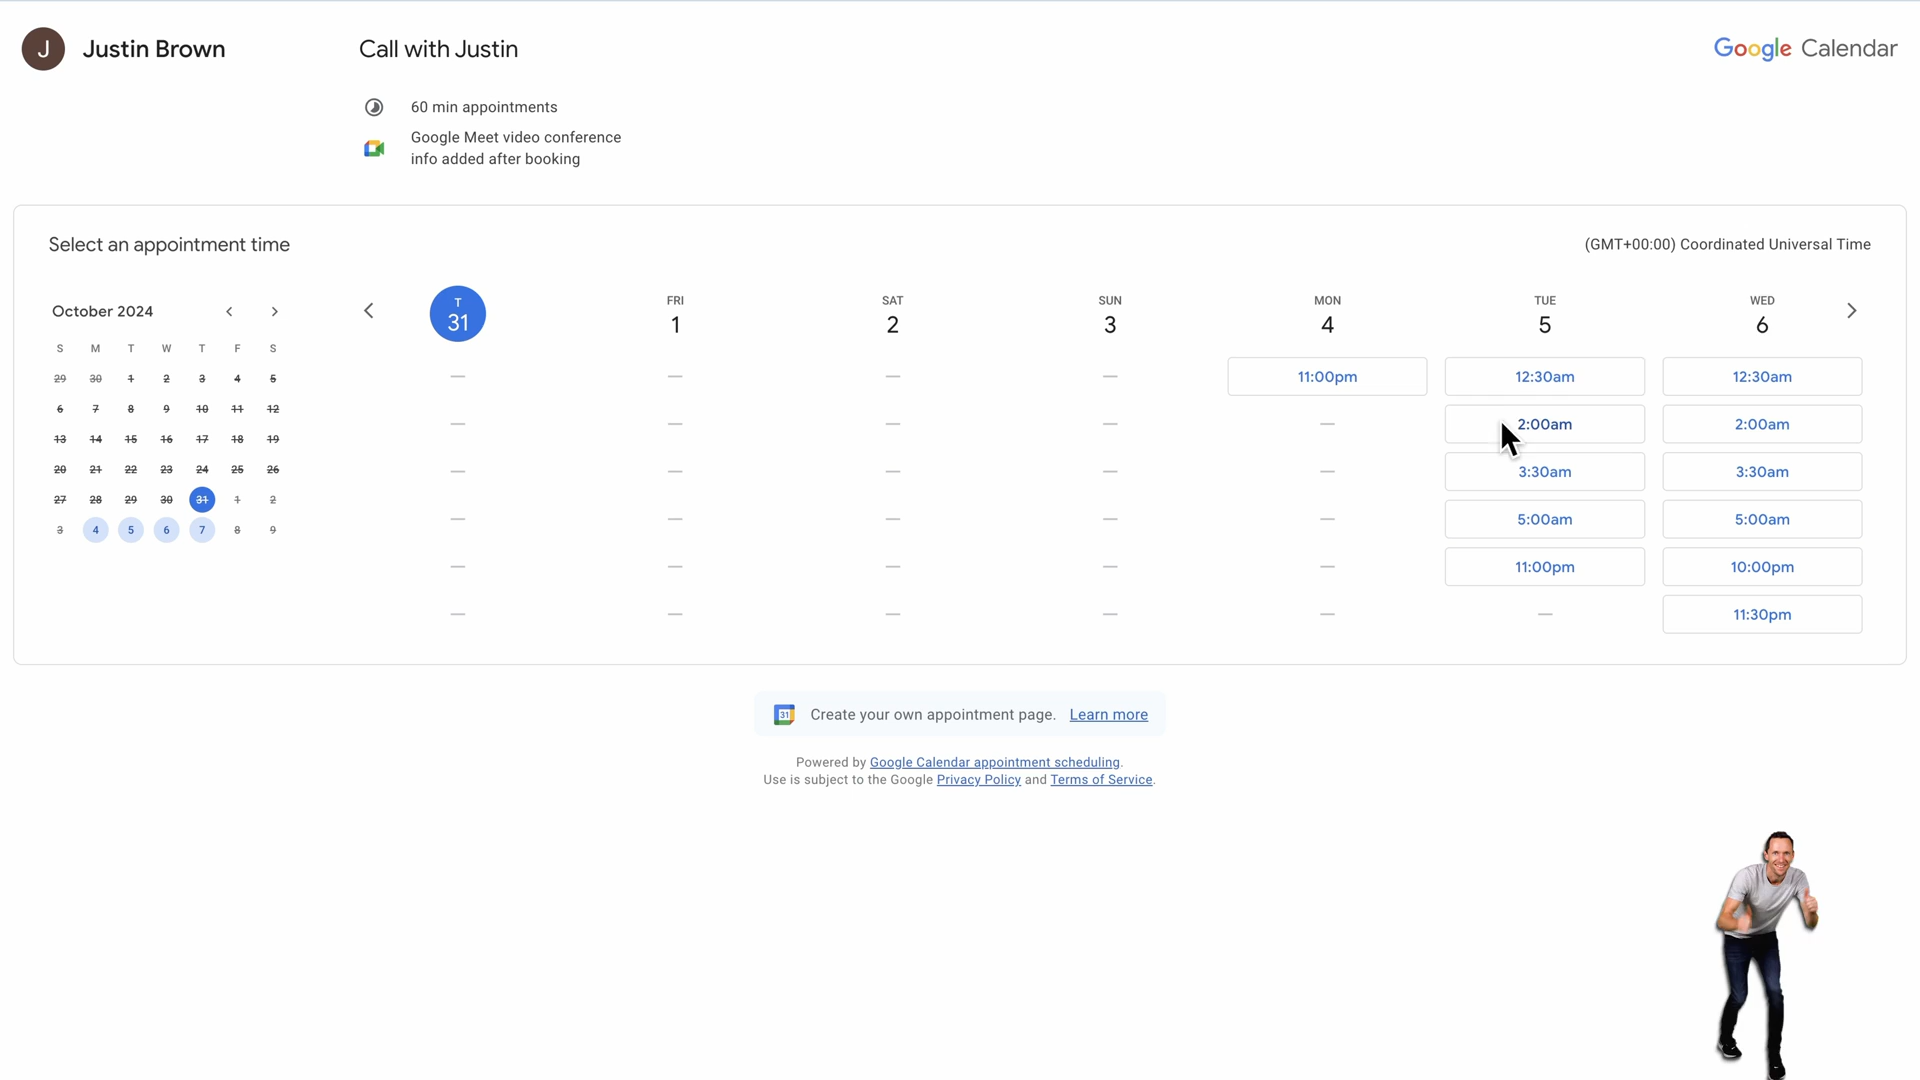 J
Justin Brown
Call with Justin
Google Calendar
60 min appointments
Google Meet video conference
info added after booking
Select an appointment time
(GMT+00:00) Coordinated Universal Time
October 2024
S M T W T F S
29 30 1 2 3 4 5
6 7 8 9 10 11 12
13 14 15 16 17 18 19
20 21 22 23 24 25 26
27 28 29 30 31 1 2
3 4 5 6 7 8 9
T FRI SAT SUN MON TUE WED
31 1 2 3 4 5 6
— — — — 11:00pm 12:30am 12:30am
— — — — — 2:00am 2:00am
— — — — — 3:30am 3:30am
— — — — — 5:00am 5:00am
— — — — — 11:00pm 10:00pm
— — — — — — 11:30pm
31 Create your own appointment page. Learn more
Powered by Google Calendar appointment scheduling.
Use is subject to the Google Privacy Policy and Terms of Service.